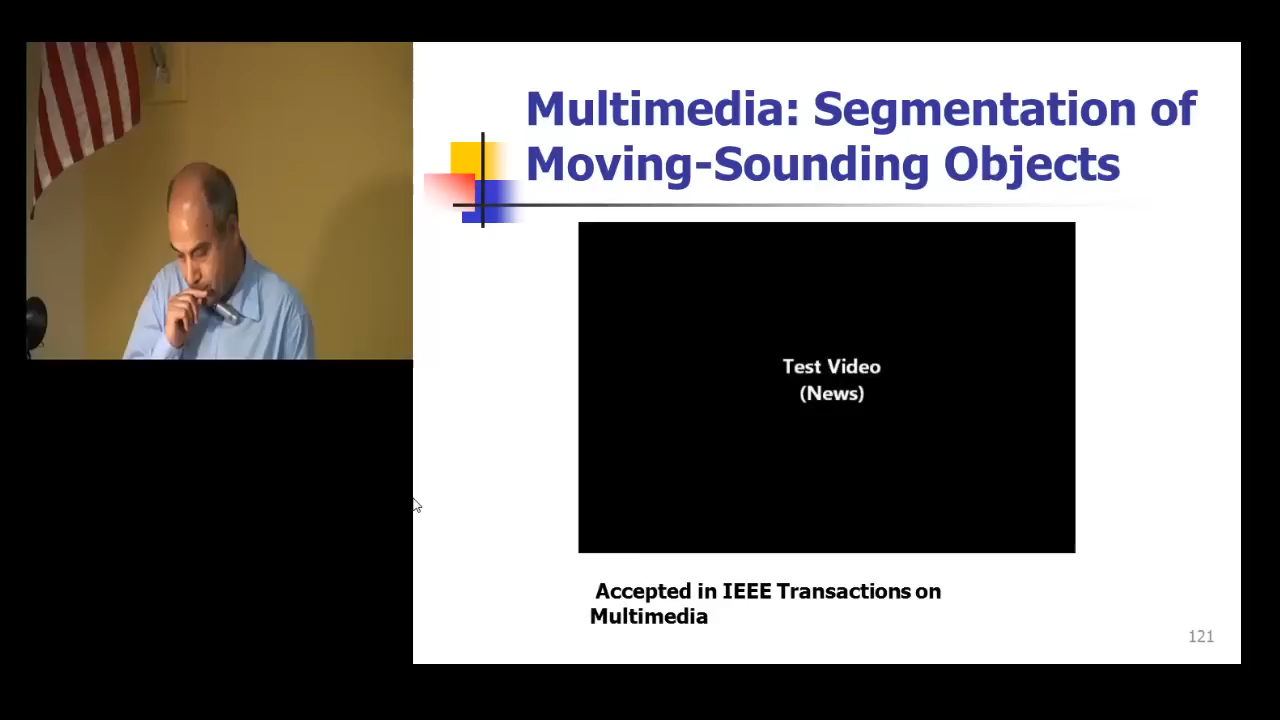 Multimedia: Segmentation of
Moving-Sounding Objects
Test Video
(News)
Accepted in IEEE Transactions on
Multimedia
121